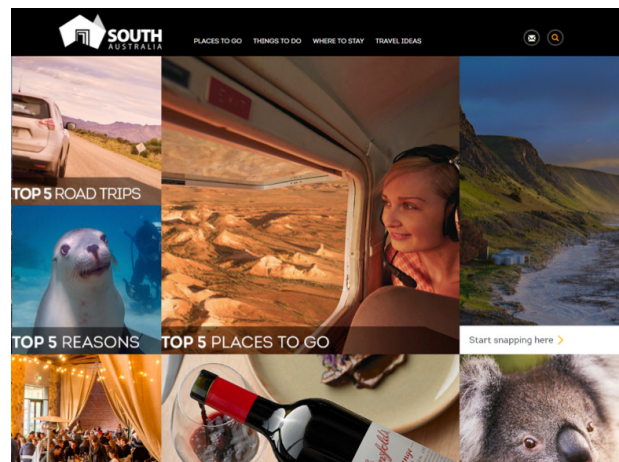 SOUTH
AUSTRALIA
PLACES TO GO THINGS TO DO WHERE TO STAY TRAVEL IDEAS
TOP 5 ROAD TRIPS
TOP 5 REASONS
TOP 5 PLACES TO GO
Start snapping here